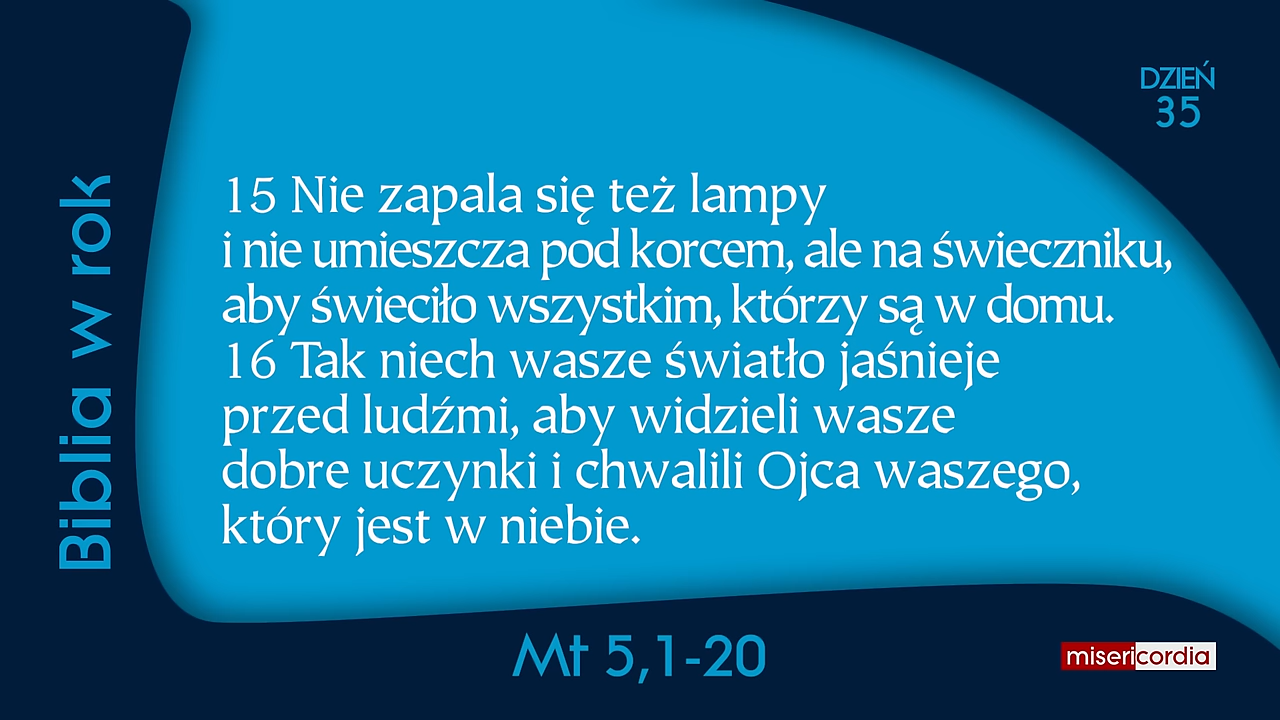 DZIEŃ
35
Biblia w rok
15 Nie zapala się też lampy
i nie umieszcza pod korcem, ale na świeczniku,
aby świeciło wszystkim, którzy są w domu.
16 Tak niech wasze światło jaśnieje
przed ludźmi, aby widzieli wasze
dobre uczynki i chwalili Ojca waszego,
który jest w niebie.
Mt 5,1-20
misericordia